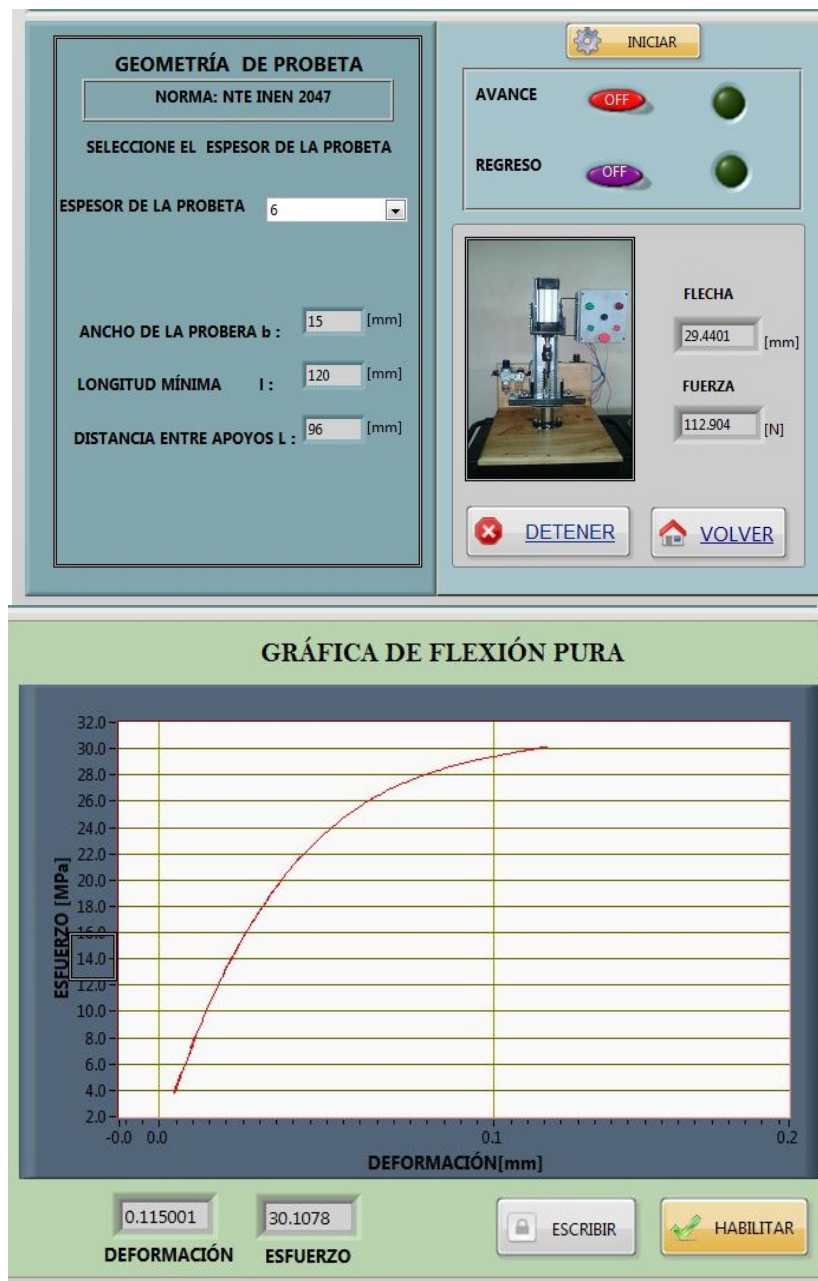 GEOMETRÍA DE PROBETA
NORMA: NTE INEN 2047
SELECCIONE EL ESPESOR DE LA PROBETA
ESPESOR DE LA PROBETA 6
ANCHO DE LA PROBERA b : 15 [mm]
LONGITUD MÍNIMA l : 120 [mm]
DISTANCIA ENTRE APOYOS L : 96 [mm]
INICIAR
AVANCE OFF
REGRESO OFF
FLECHA
29.4401 [mm]
FUERZA
112.904 [N]
DETENER VOLVER
GRÁFICA DE FLEXIÓN PURA
ESFUERZO [MPa]
32.0
30.0
28.0
26.0
24.0
22.0
20.0
18.0
16.0
14.0
12.0
10.0
8.0
6.0
4.0
2.0
-0.0 0.0 0.1 0.2
DEFORMACIÓN[mm]
0.115001 30.1078 ESCRIBIR HABILITAR
DEFORMACIÓN ESFUERZO